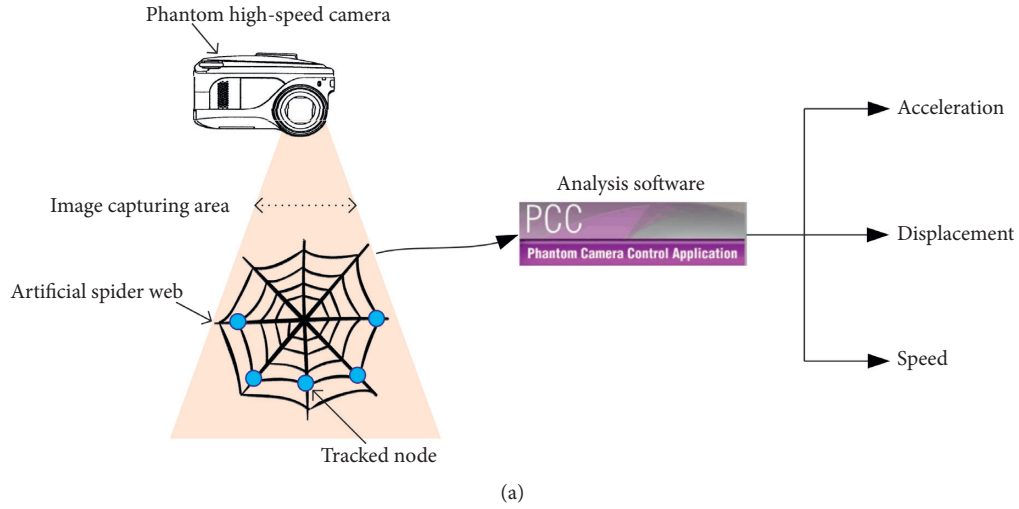 Phantom high-speed camera
Acceleration
Analysis software
Image capturing area
PCC
Displacement
Phantom Camera Control Application
Artificial spider web
Speed
Tracked node
(a)